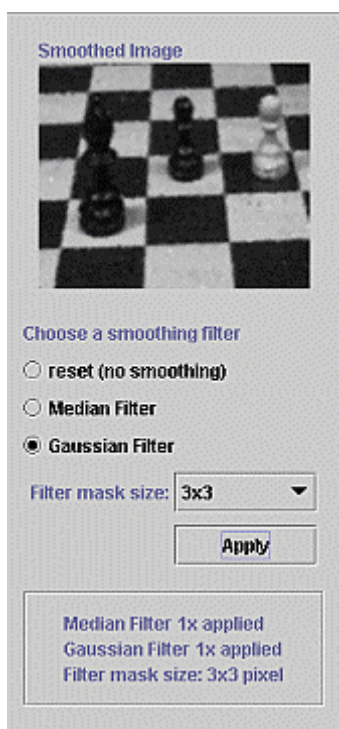 Smoothed Image
Choose a smoothing filter
reset (no smoothing)
Median Filter
Gaussian Filter
Filter mask size: 3x3
Apply
Median Filter 1x applied
Gaussian Filter 1x applied
Filter mask size: 3x3 pixel